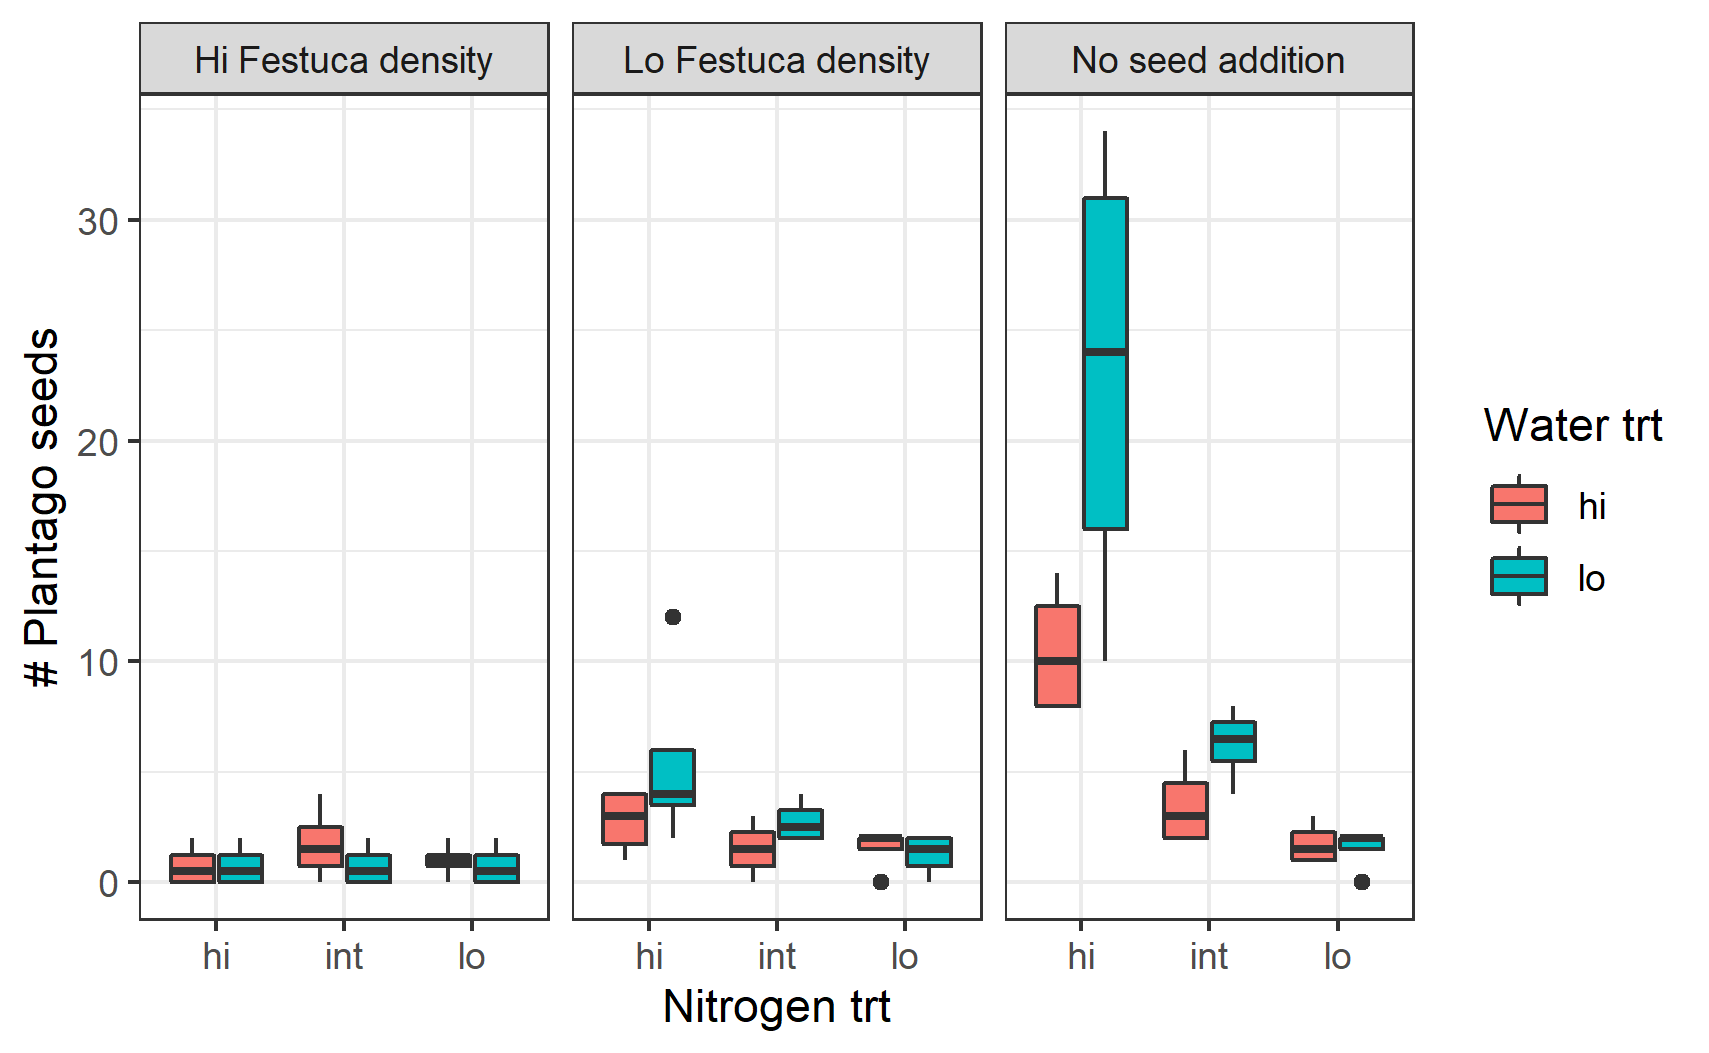 Hi Festuca density
Lo Festuca density
No seed addition
# Plantago seeds
30
20
10
0
hi int lo
hi int lo
hi int lo
Nitrogen trt
Water trt
hi
lo